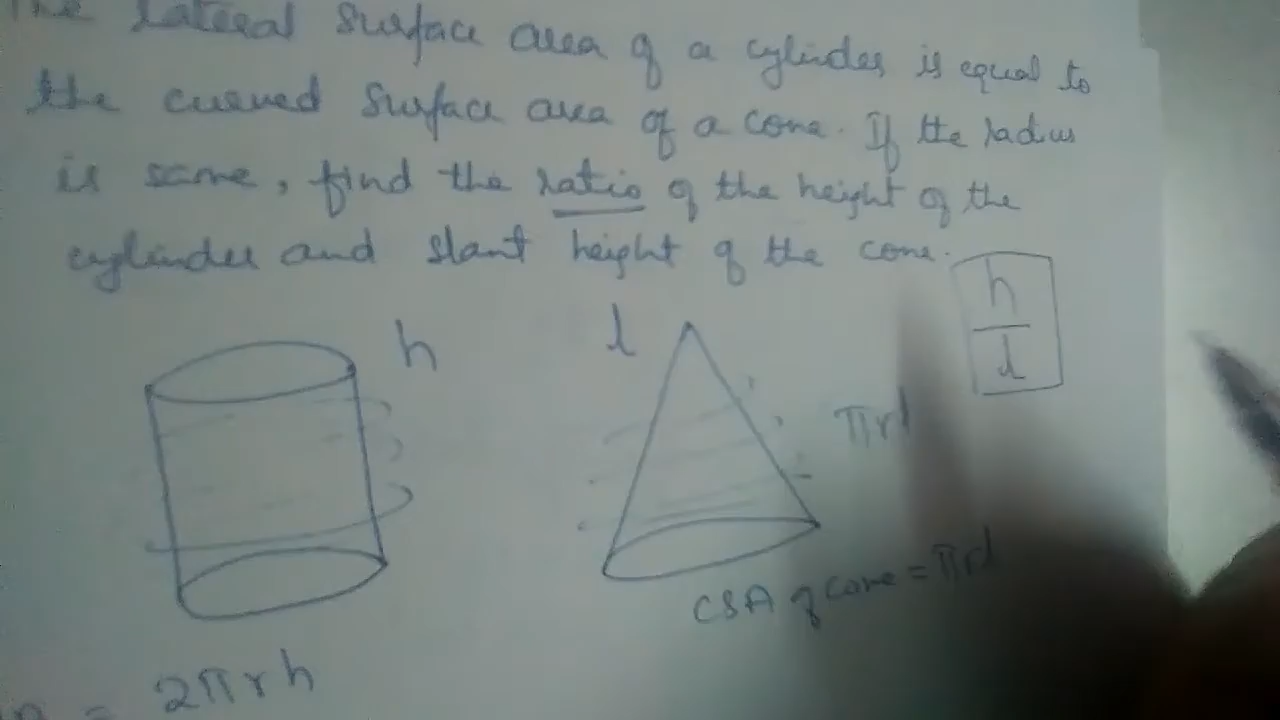 The lateral surface area of a cylinder is equal to
the curved surface area of a cone. If the radius
is same, find the ratio of the height of the
cylinder and slant height of the cone.
h
l
h
l
πrl
CSA of cone = πrl
= 2πrh